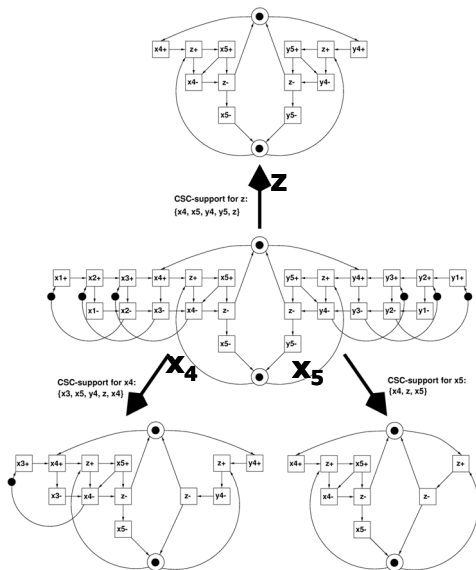 x4+ z+ x5+ y5+ z+ y4+
x4- z- z- y4-
x5- y5-
z
CSC-support for z:
{x4, x5, y4, y5, z}
x1+ x2+ x3+ x4+ z+ x5+ y5+ z+ y4+ y3+ y2+ y1+
x1- x2- x3- x4- z- z- y4- y3- y2- y1-
x5- y5-
x4 x5
CSC-support for x4:
{x3, x5, y4, z, x4}
CSC-support for x5:
{x4, z, x5}
x3+ x4+ z+ x5+ z+ y4+ x4+ z+ x5+ z+
x3- x4- z- z- y4- x4- z- z-
x5- x5-